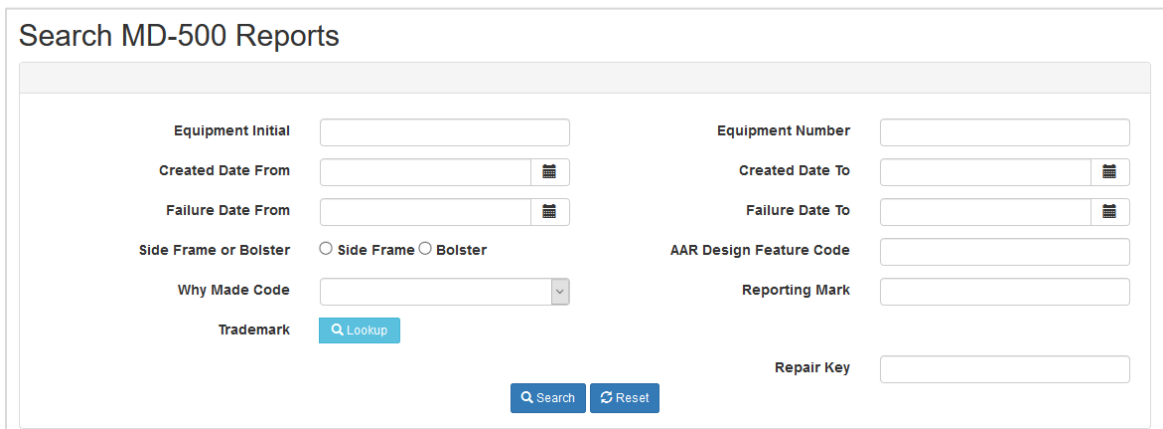 Search MD-500 Reports
Equipment Initial Equipment Number
Created Date From Created Date To
Failure Date From Failure Date To
Side Frame or Bolster Side Frame Bolster AAR Design Feature Code
Why Made Code Reporting Mark
Trademark Lookup
Repair Key
Search Reset